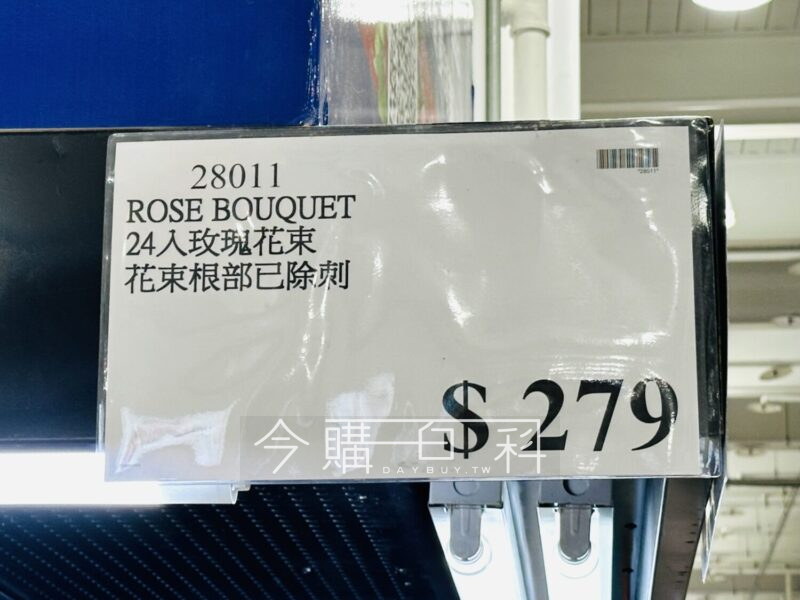 28011
*28011*
ROSE BOUQUET
24入玫瑰花束
花束根部已除刺
$ 279
今購百科
DAYBUY.TW